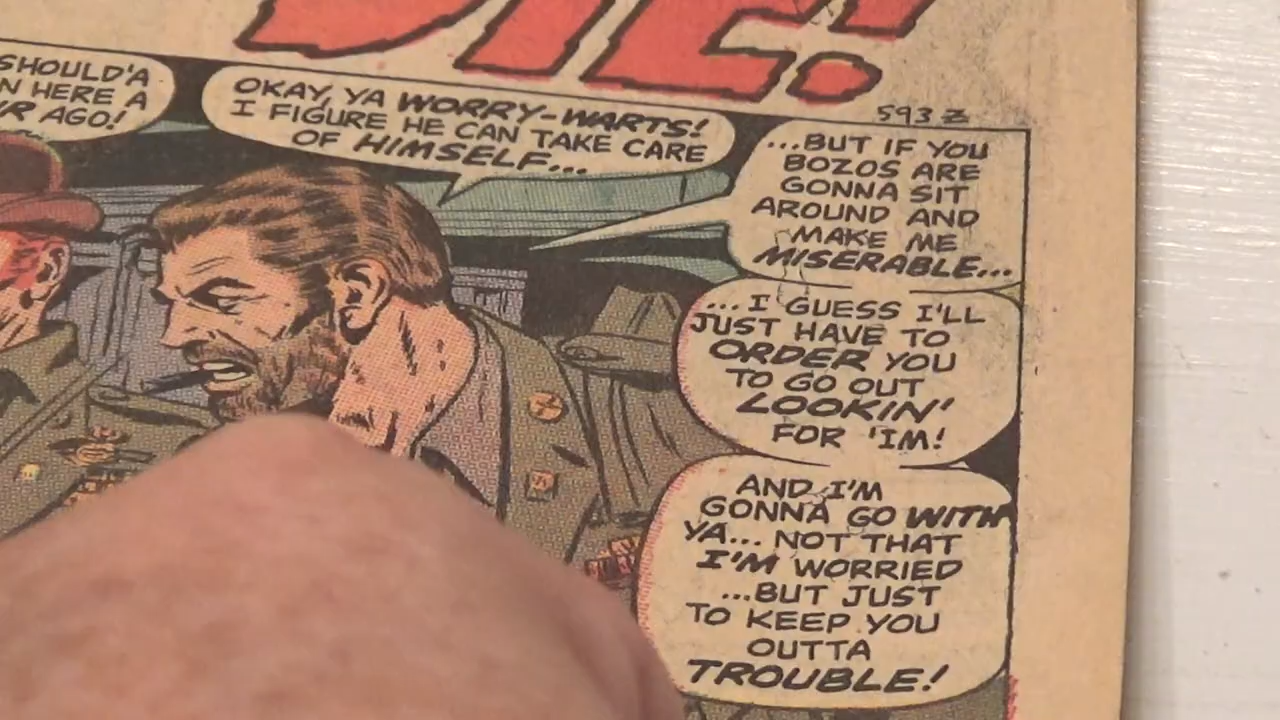 DIE!
593Z
SHOULD'A
N HERE A
R AGO!
OKAY, YA WORRY-WARTS!
I FIGURE HE CAN TAKE CARE
OF HIMSELF...
...BUT IF YOU
BOZOS ARE
GONNA SIT
AROUND AND
MAKE ME
MISERABLE...
...I GUESS I'LL
JUST HAVE TO
ORDER YOU
TO GO OUT
LOOKIN'
FOR 'IM!
AND I'M
GONNA GO WITH
YA... NOT THAT
I'M WORRIED
...BUT JUST
TO KEEP YOU
OUTTA
TROUBLE!